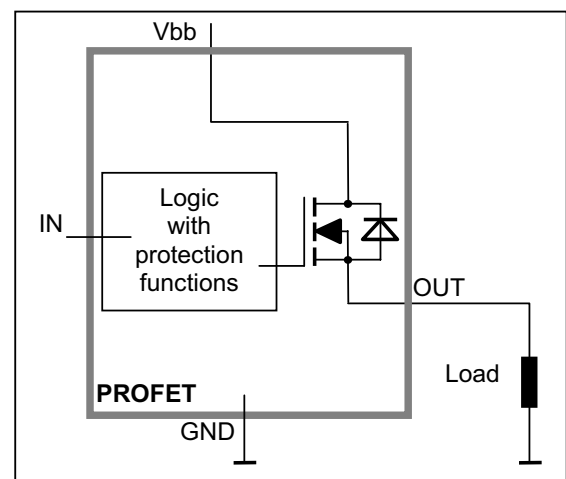 Vbb
Logic
with
protection
functions
IN
OUT
Load
PROFET
GND